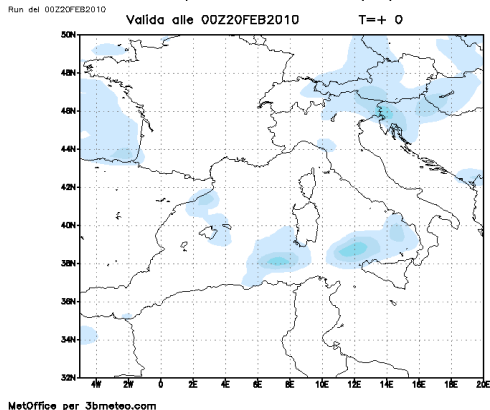 Run del 00Z20FEB2010
Valida alle 00Z20FEB2010 T=+ 0
50N
48N
46N
44N
42N
40N
38N
36N
34N
32N
4W 2W 0 2E 4E 6E 8E 10E 12E 14E 16E 18E 20E
MetOffice per 3bmeteo.com